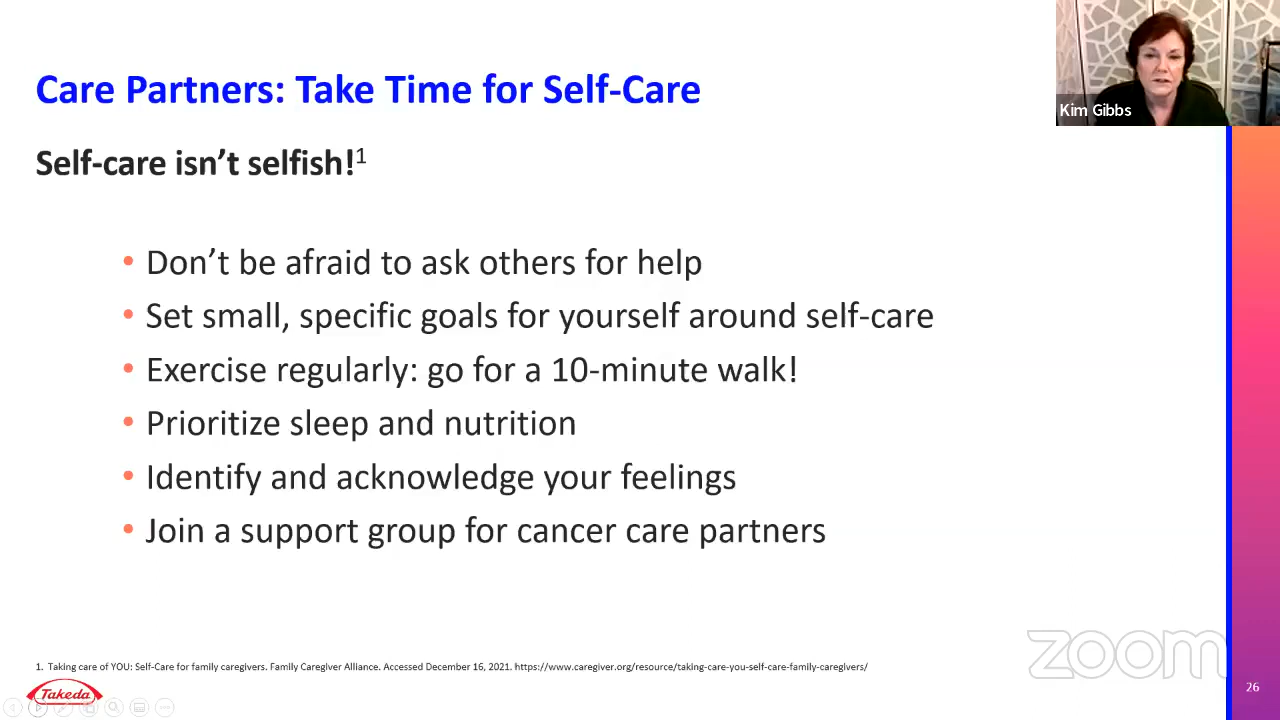 Care Partners: Take Time for Self-Care
Kim Gibbs
Self-care isn’t selfish!1
• Don’t be afraid to ask others for help
• Set small, specific goals for yourself around self-care
• Exercise regularly: go for a 10-minute walk!
• Prioritize sleep and nutrition
• Identify and acknowledge your feelings
• Join a support group for cancer care partners
zoom
1. Taking care of YOU: Self-Care for family caregivers. Family Caregiver Alliance. Accessed December 16, 2021. https://www.caregiver.org/resource/taking-care-you-self-care-family-caregivers/
Takeda
26